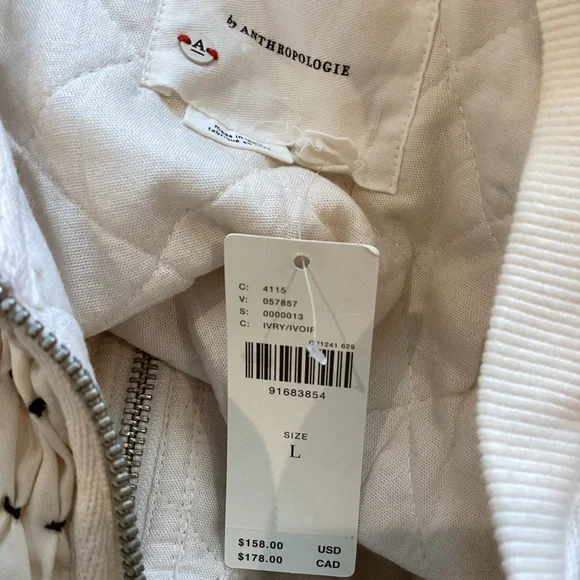 A
by ANTHROPOLOGIE
C: 4115
V: 057857
S: 0000013
C: IVRY/IVOIR
91683854
SIZE
L
$158.00 USD
$178.00 CAD